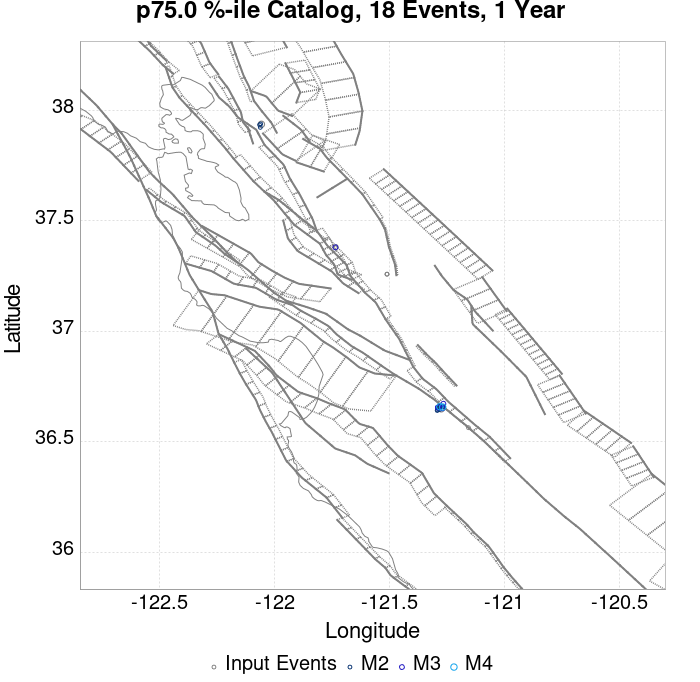 p75.0 %-ile Catalog, 18 Events, 1 Year
38
37.5
37
36.5
36
Latitude
-122.5 -122 -121.5 -121 -120.5
Longitude
Input Events M2 M3 M4